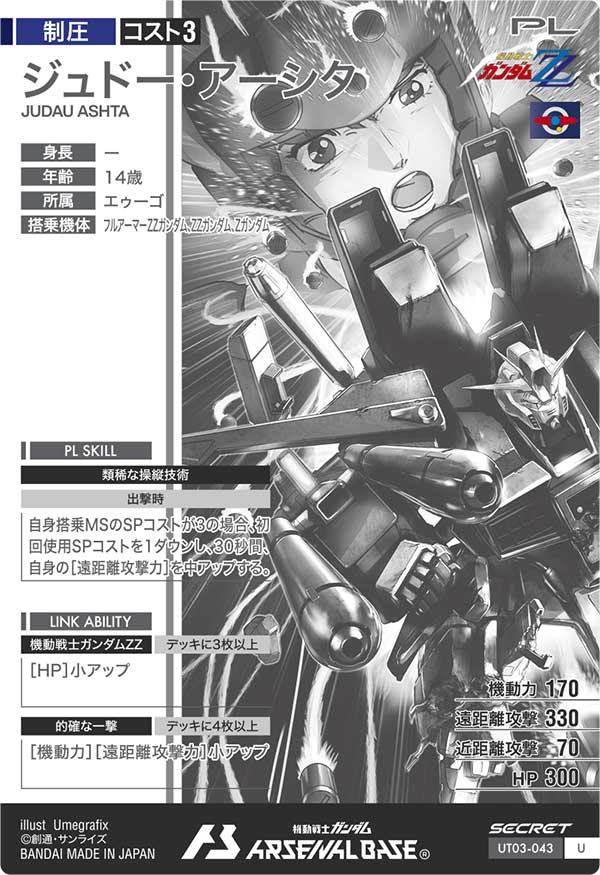 制圧 コスト3 PL
ジュドー・アーシタ
JUDAU ASHTA
機動戦士
ガンダムZZ
身長 ー
年齢 14歳
所属 エゥーゴ
搭乗機体 フルアーマーZZガンダム、ZZガンダム、Zガンダム
PL SKILL
類稀な操縦技術
出撃時
自身搭乗MSのSPコストが3の場合、初
回使用SPコストを1ダウンし、30秒間、
自身の[遠距離攻撃力]を中アップする。
LINK ABILITY
機動戦士ガンダムZZ デッキに3枚以上
[HP]小アップ
的確な一撃 デッキに4枚以上
[機動力][遠距離攻撃力]小アップ
機動力 170
遠距離攻撃 330
近距離攻撃 70
HP 300
illust Umegrafix
©創通・サンライズ
BANDAI MADE IN JAPAN
機動戦士ガンダム
ARSENAL BASE®
SECRET
UT03-043 U